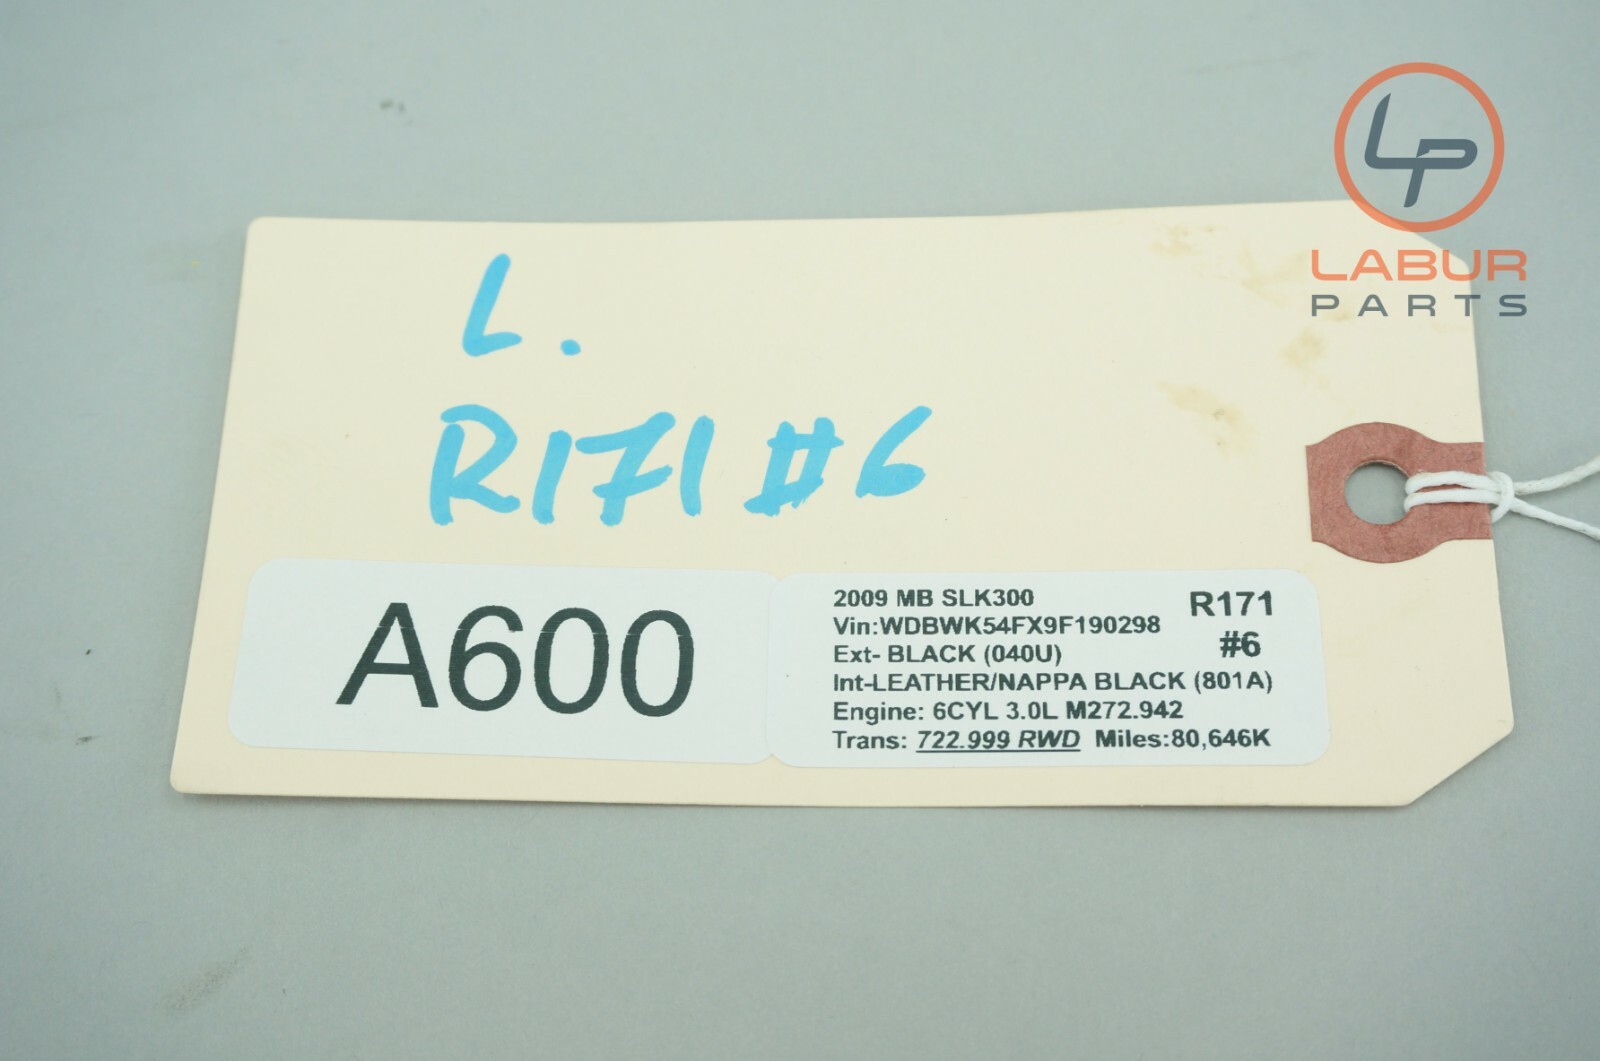 LP
LABUR
PARTS
L.
R171 #6
A600
2009 MB SLK300
R171
Vin:WDBWK54FX9F190298
#6
Ext- BLACK (040U)
Int-LEATHER/NAPPA BLACK (801A)
Engine: 6CYL 3.0L M272.942
Trans: 722.999 RWD Miles:80,646K